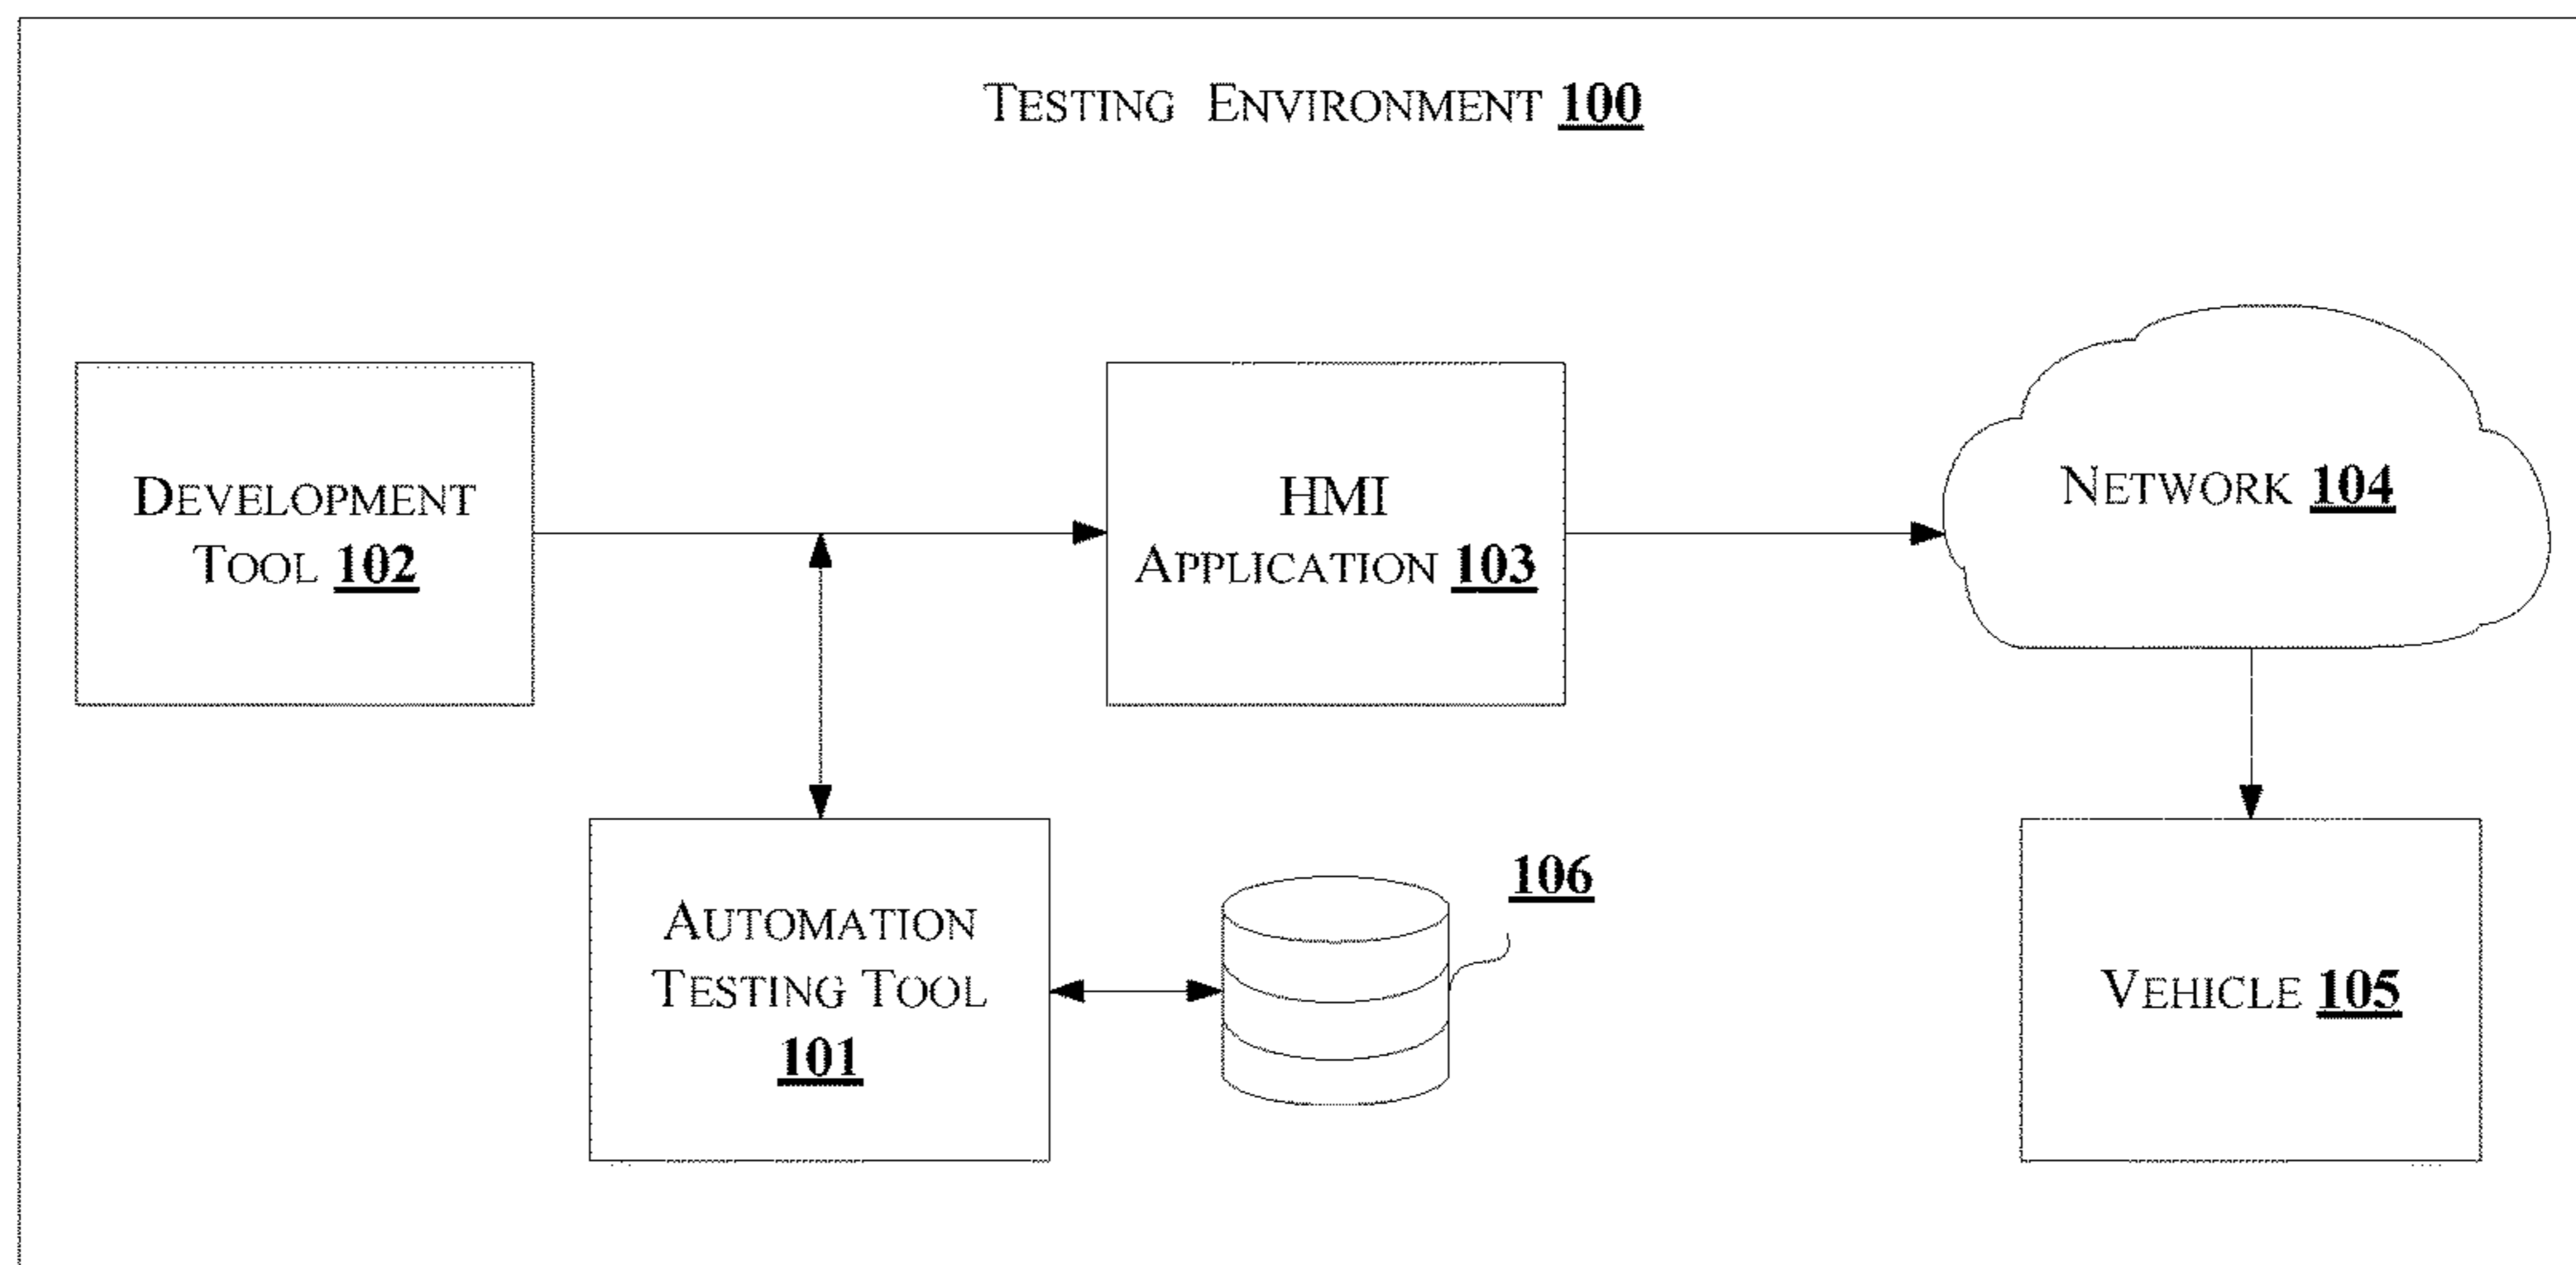 TESTING ENVIRONMENT 100
DEVELOPMENT
TOOL 102
HMI
APPLICATION 103
NETWORK 104
AUTOMATION
TESTING TOOL
101
106
VEHICLE 105